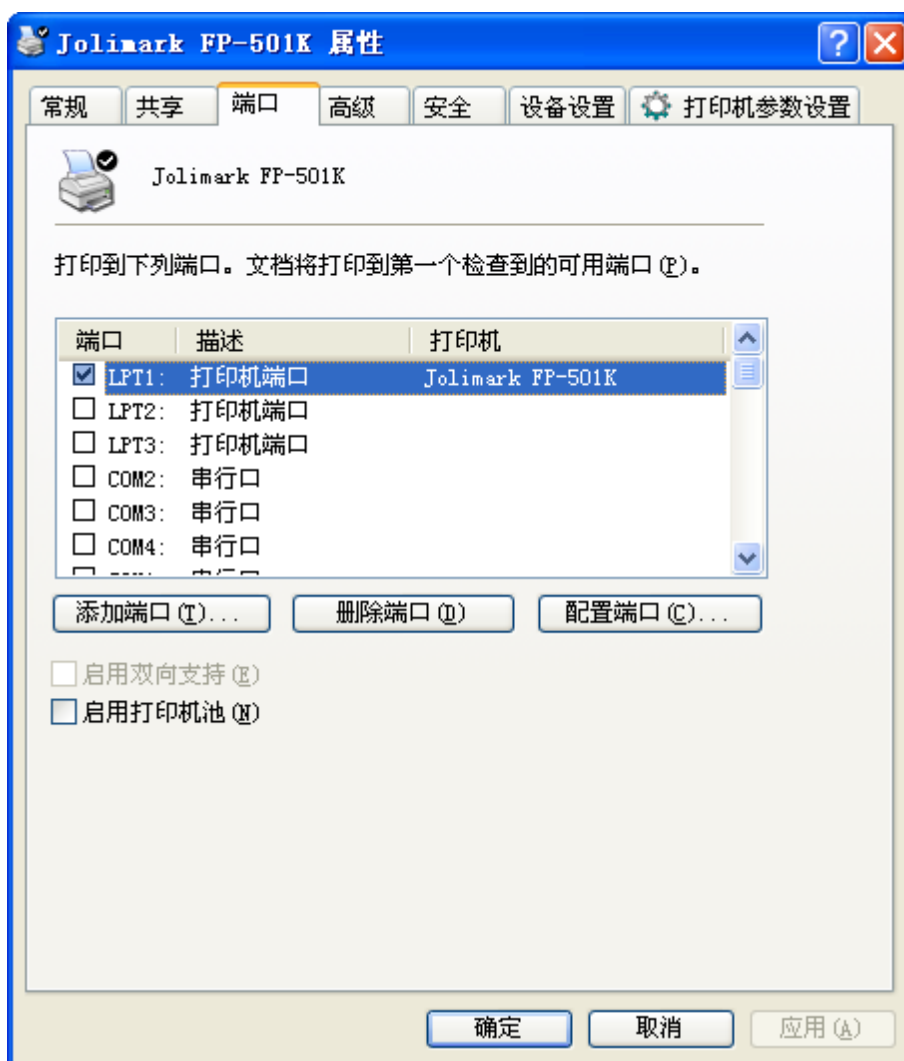 Jolimark FP-501K 属性
常规 共享 端口 高级 安全 设备设置 打印机参数设置
Jolimark FP-501K
打印到下列端口。文档将打印到第一个检查到的可用端口(P)。
端口 描述 打印机
LPT1: 打印机端口 Jolimark FP-501K
LPT2: 打印机端口
LPT3: 打印机端口
COM2: 串行口
COM3: 串行口
COM4: 串行口
添加端口(T)... 删除端口(D) 配置端口(C)...
启用双向支持(E)
启用打印机池(N)
确定 取消 应用(A)